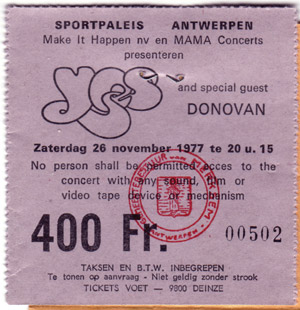 SPORTPALEIS ANTWERPEN
Make It Happen nv en MAMA Concerts
presenteren
yes
and special guest
DONOVAN
Zaterdag 26 november 1977 te 20 u. 15
No person shall be permitted acces to the
concert with any sound, film or
video tape device or mechanism
ANTWERPEN
400 Fr.
00502
TAKSEN EN B.T.W. INBEGREPEN
Te tonen op aanvraag - Niet geldig zonder strook
TICKETS VOET — 9800 DEINZE